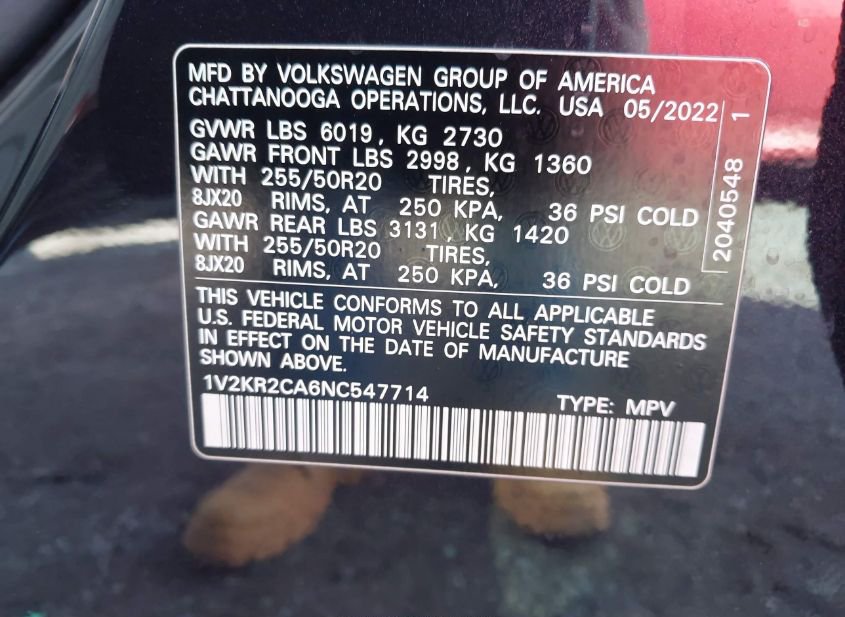 MFD BY VOLKSWAGEN GROUP OF AMERICA
CHATTANOOGA OPERATIONS, LLC. USA 05/2022
GVWR LBS 6019, KG 2730
GAWR FRONT LBS 2998, KG 1360
WITH 255/50R20 TIRES,
8JX20 RIMS, AT 250 KPA, 36 PSI COLD
GAWR REAR LBS 3131, KG 1420
WITH 255/50R20 TIRES,
8JX20 RIMS, AT 250 KPA, 36 PSI COLD
THIS VEHICLE CONFORMS TO ALL APPLICABLE
U.S. FEDERAL MOTOR VEHICLE SAFETY STANDARDS
IN EFFECT ON THE DATE OF MANUFACTURE
SHOWN ABOVE.
1V2KR2CA6NC547714 TYPE: MPV
2040548 1